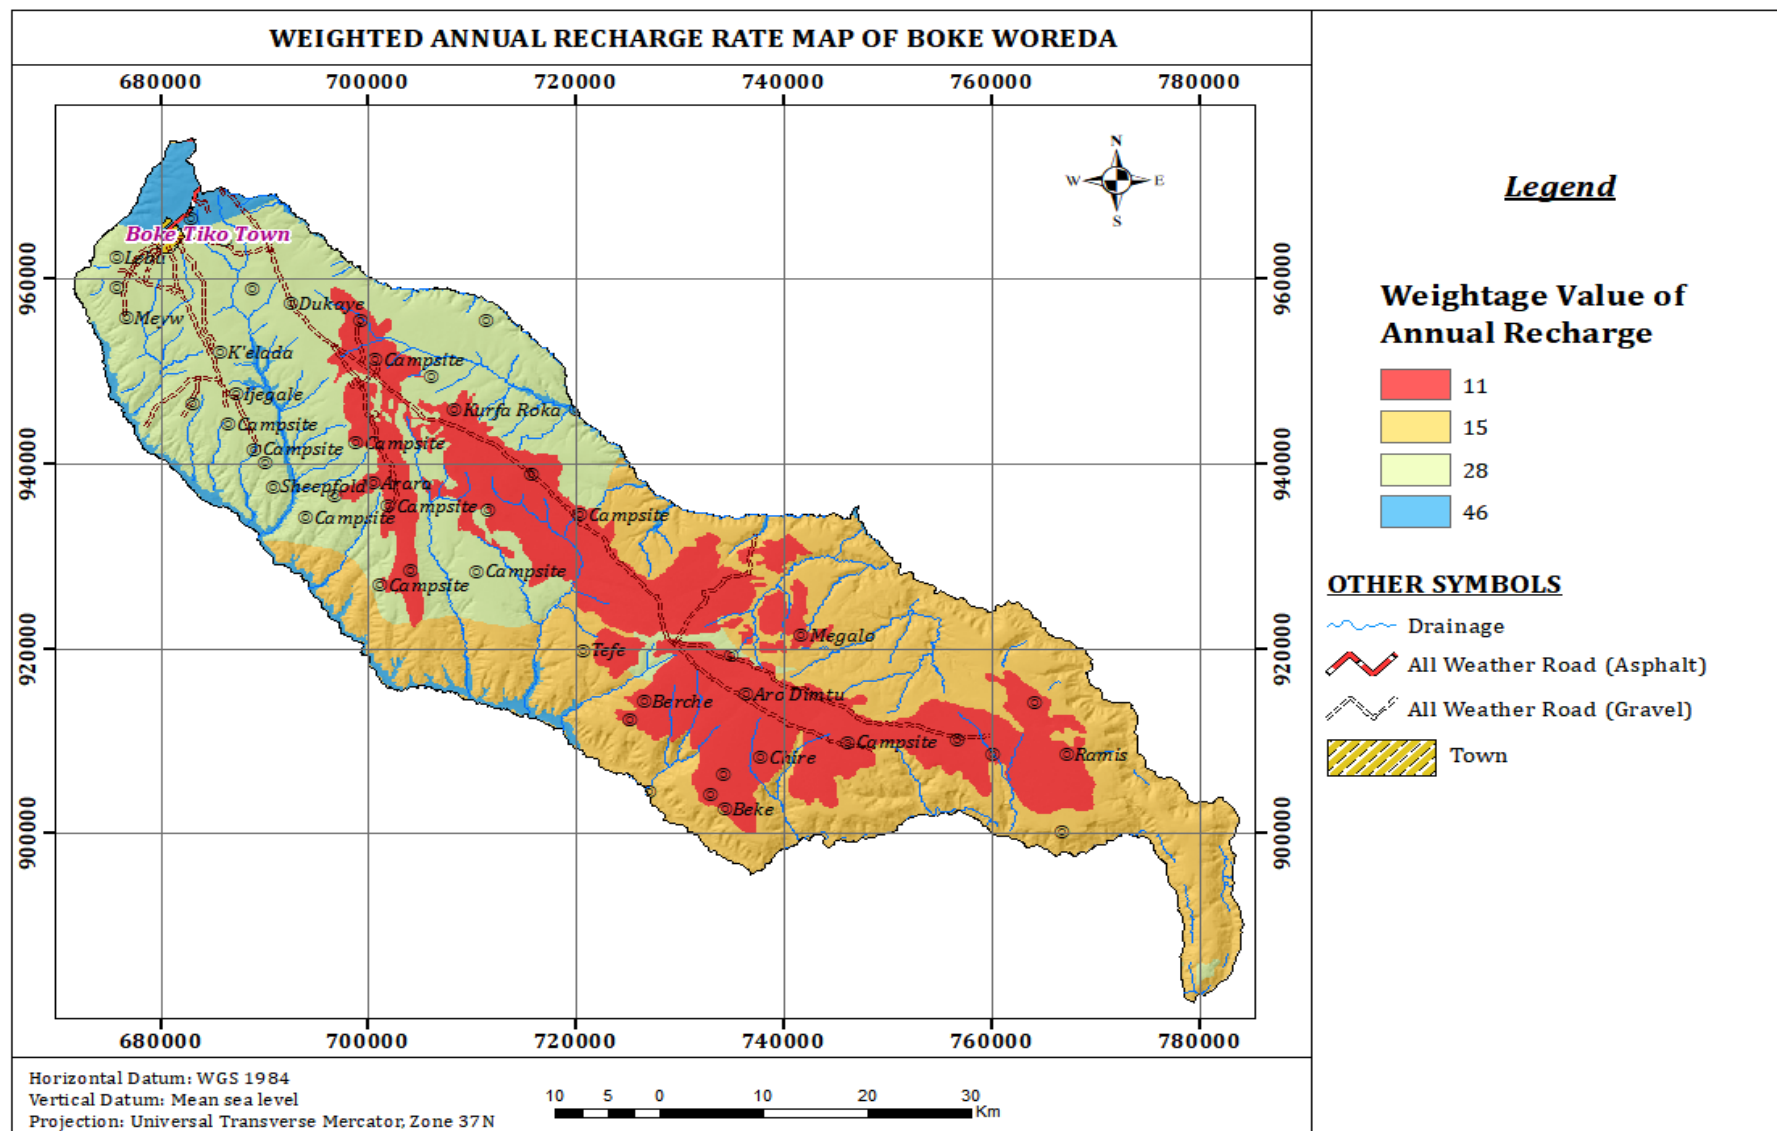 WEIGHTED ANNUAL RECHARGE RATE MAP OF BOKE WOREDA
680000 700000 720000 740000 760000 780000
N
W E
S
Boke Tiko Town
960000 960000
Dukaye
Meyw
K'elada
Campsite
Ijegale
Kurfa Roka
Campsite
Campsite
Campsite
940000 940000
Sheepfold
Arara
Campsite
Campsite
Campsite
Campsite
Campsite
Megalo
920000 920000
Tefe
Aro Dimtu
Berche
Campsite
Chire
Ramis
Beke
900000 900000
680000 700000 720000 740000 760000 780000
Horizontal Datum: WGS 1984
Vertical Datum: Mean sea level
Projection: Universal Transverse Mercator, Zone 37N
10 5 0 10 20 30
Km
Legend
Weightage Value of
Annual Recharge
11
15
28
46
OTHER SYMBOLS
Drainage
All Weather Road (Asphalt)
All Weather Road (Gravel)
Town